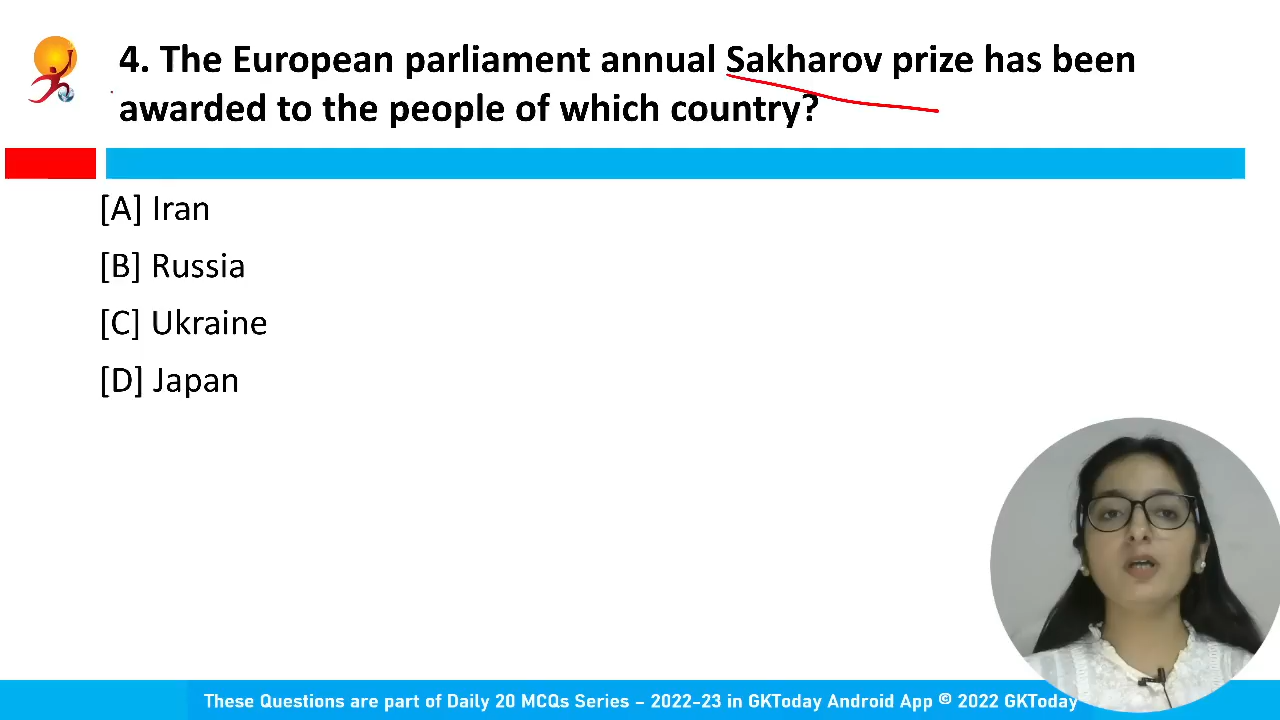 4. The European parliament annual Sakharov prize has been
awarded to the people of which country?
[A] Iran
[B] Russia
[C] Ukraine
[D] Japan
These Questions are part of Daily 20 MCQs Series – 2022-23 in GKToday Android App © 2022 GKToday